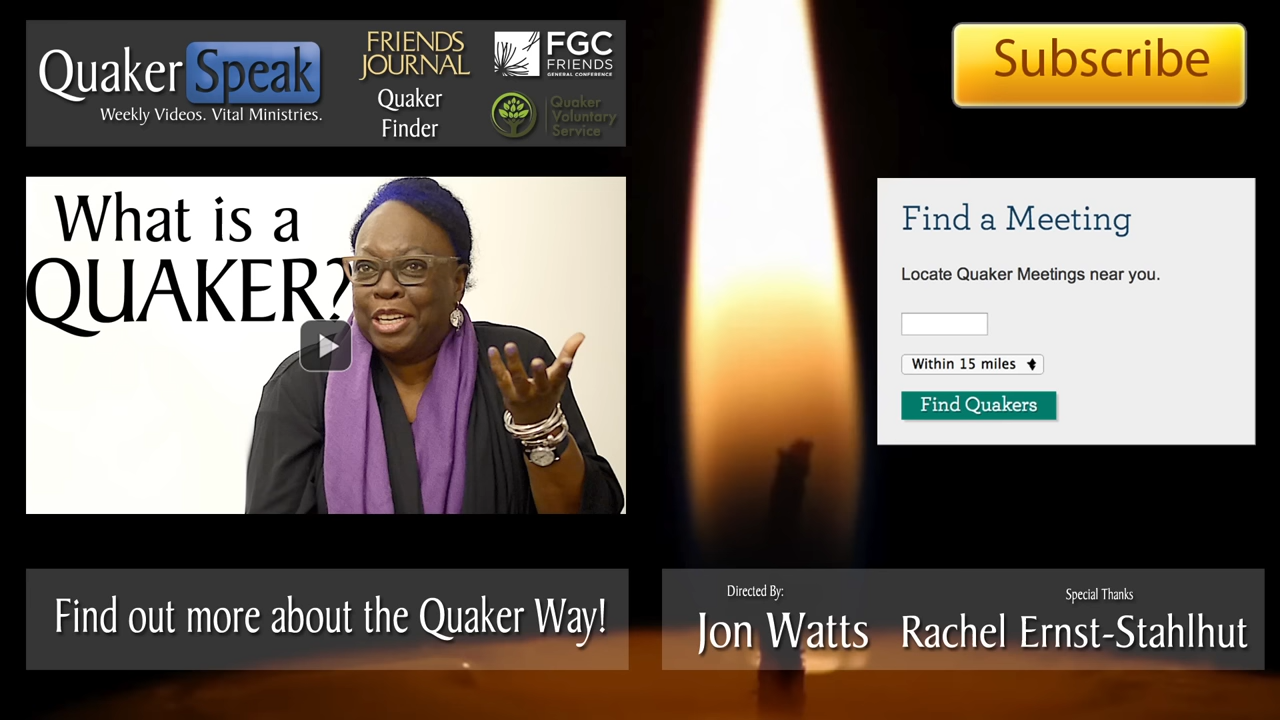 Quaker Speak
Weekly Videos. Vital Ministries.
FRIENDS
JOURNAL
Quaker
Finder
FGC
FRIENDS
GENERAL CONFERENCE
Quaker
Voluntary
Service
Subscribe
What is a
QUAKER?
Find a Meeting
Locate Quaker Meetings near you.
Within 15 miles
Find Quakers
Find out more about the Quaker Way!
Directed By:
Jon Watts
Special Thanks
Rachel Ernst-Stahlhut